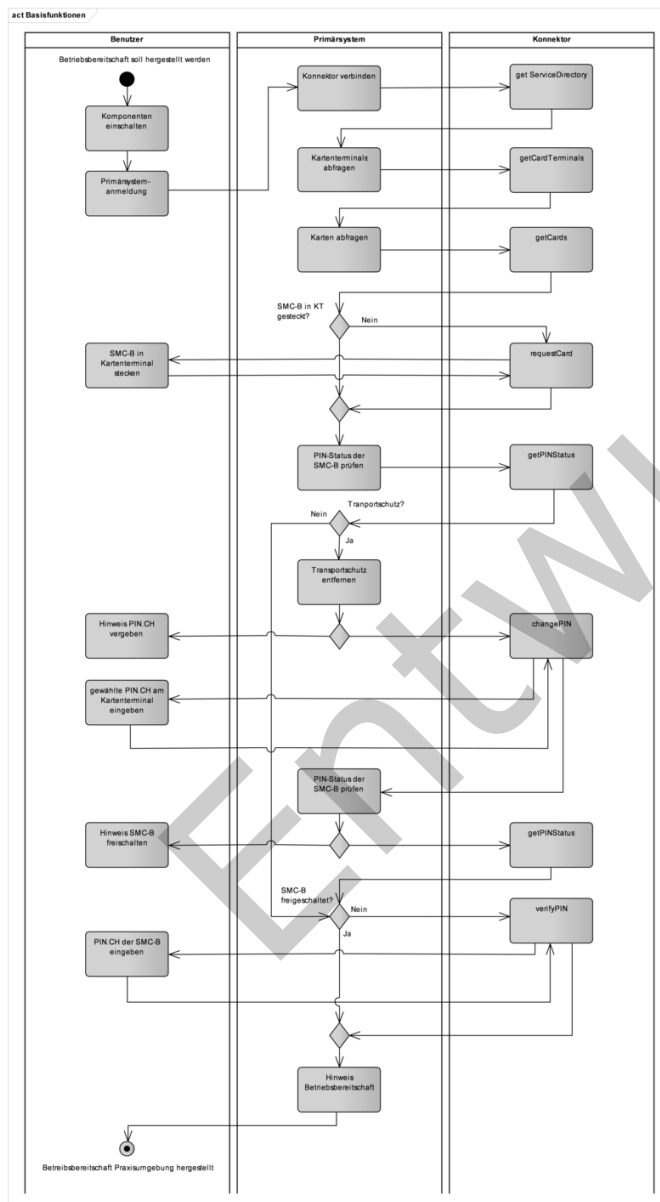 act Basisfunktionen
Benutzer
Primärsystem
Konnektor
Betriebsbereitschaft soll hergestellt werden
Komponenten
einschalten
Primärsystem-
anmeldung
Konnektor verbinden
get ServiceDirectory
Kartenterminals
abfragen
getCardTerminals
Karten abfragen
getCards
SMC-B in KT
gesteckt?
Nein
SMC-B in
Kartenterminal
stecken
requestCard
PIN-Status der
SMC-B prüfen
getPINStatus
Tranportschutz?
Nein
Ja
Transportschutz
entfernen
Hinweis PIN.CH
vergeben
changePIN
gewählte PIN.CH am
Kartenterminal
eingeben
PIN-Status der
SMC-B prüfen
Hinweis SMC-B
freischalten
getPINStatus
SMC-B
freigeschaltet?
Nein
Ja
verifyPIN
PIN.CH der SMC-B
eingeben
Hinweis
Betriebsbereitschaft
Betreibsbereitschaft Praxisumgebung hergestellt
Entw